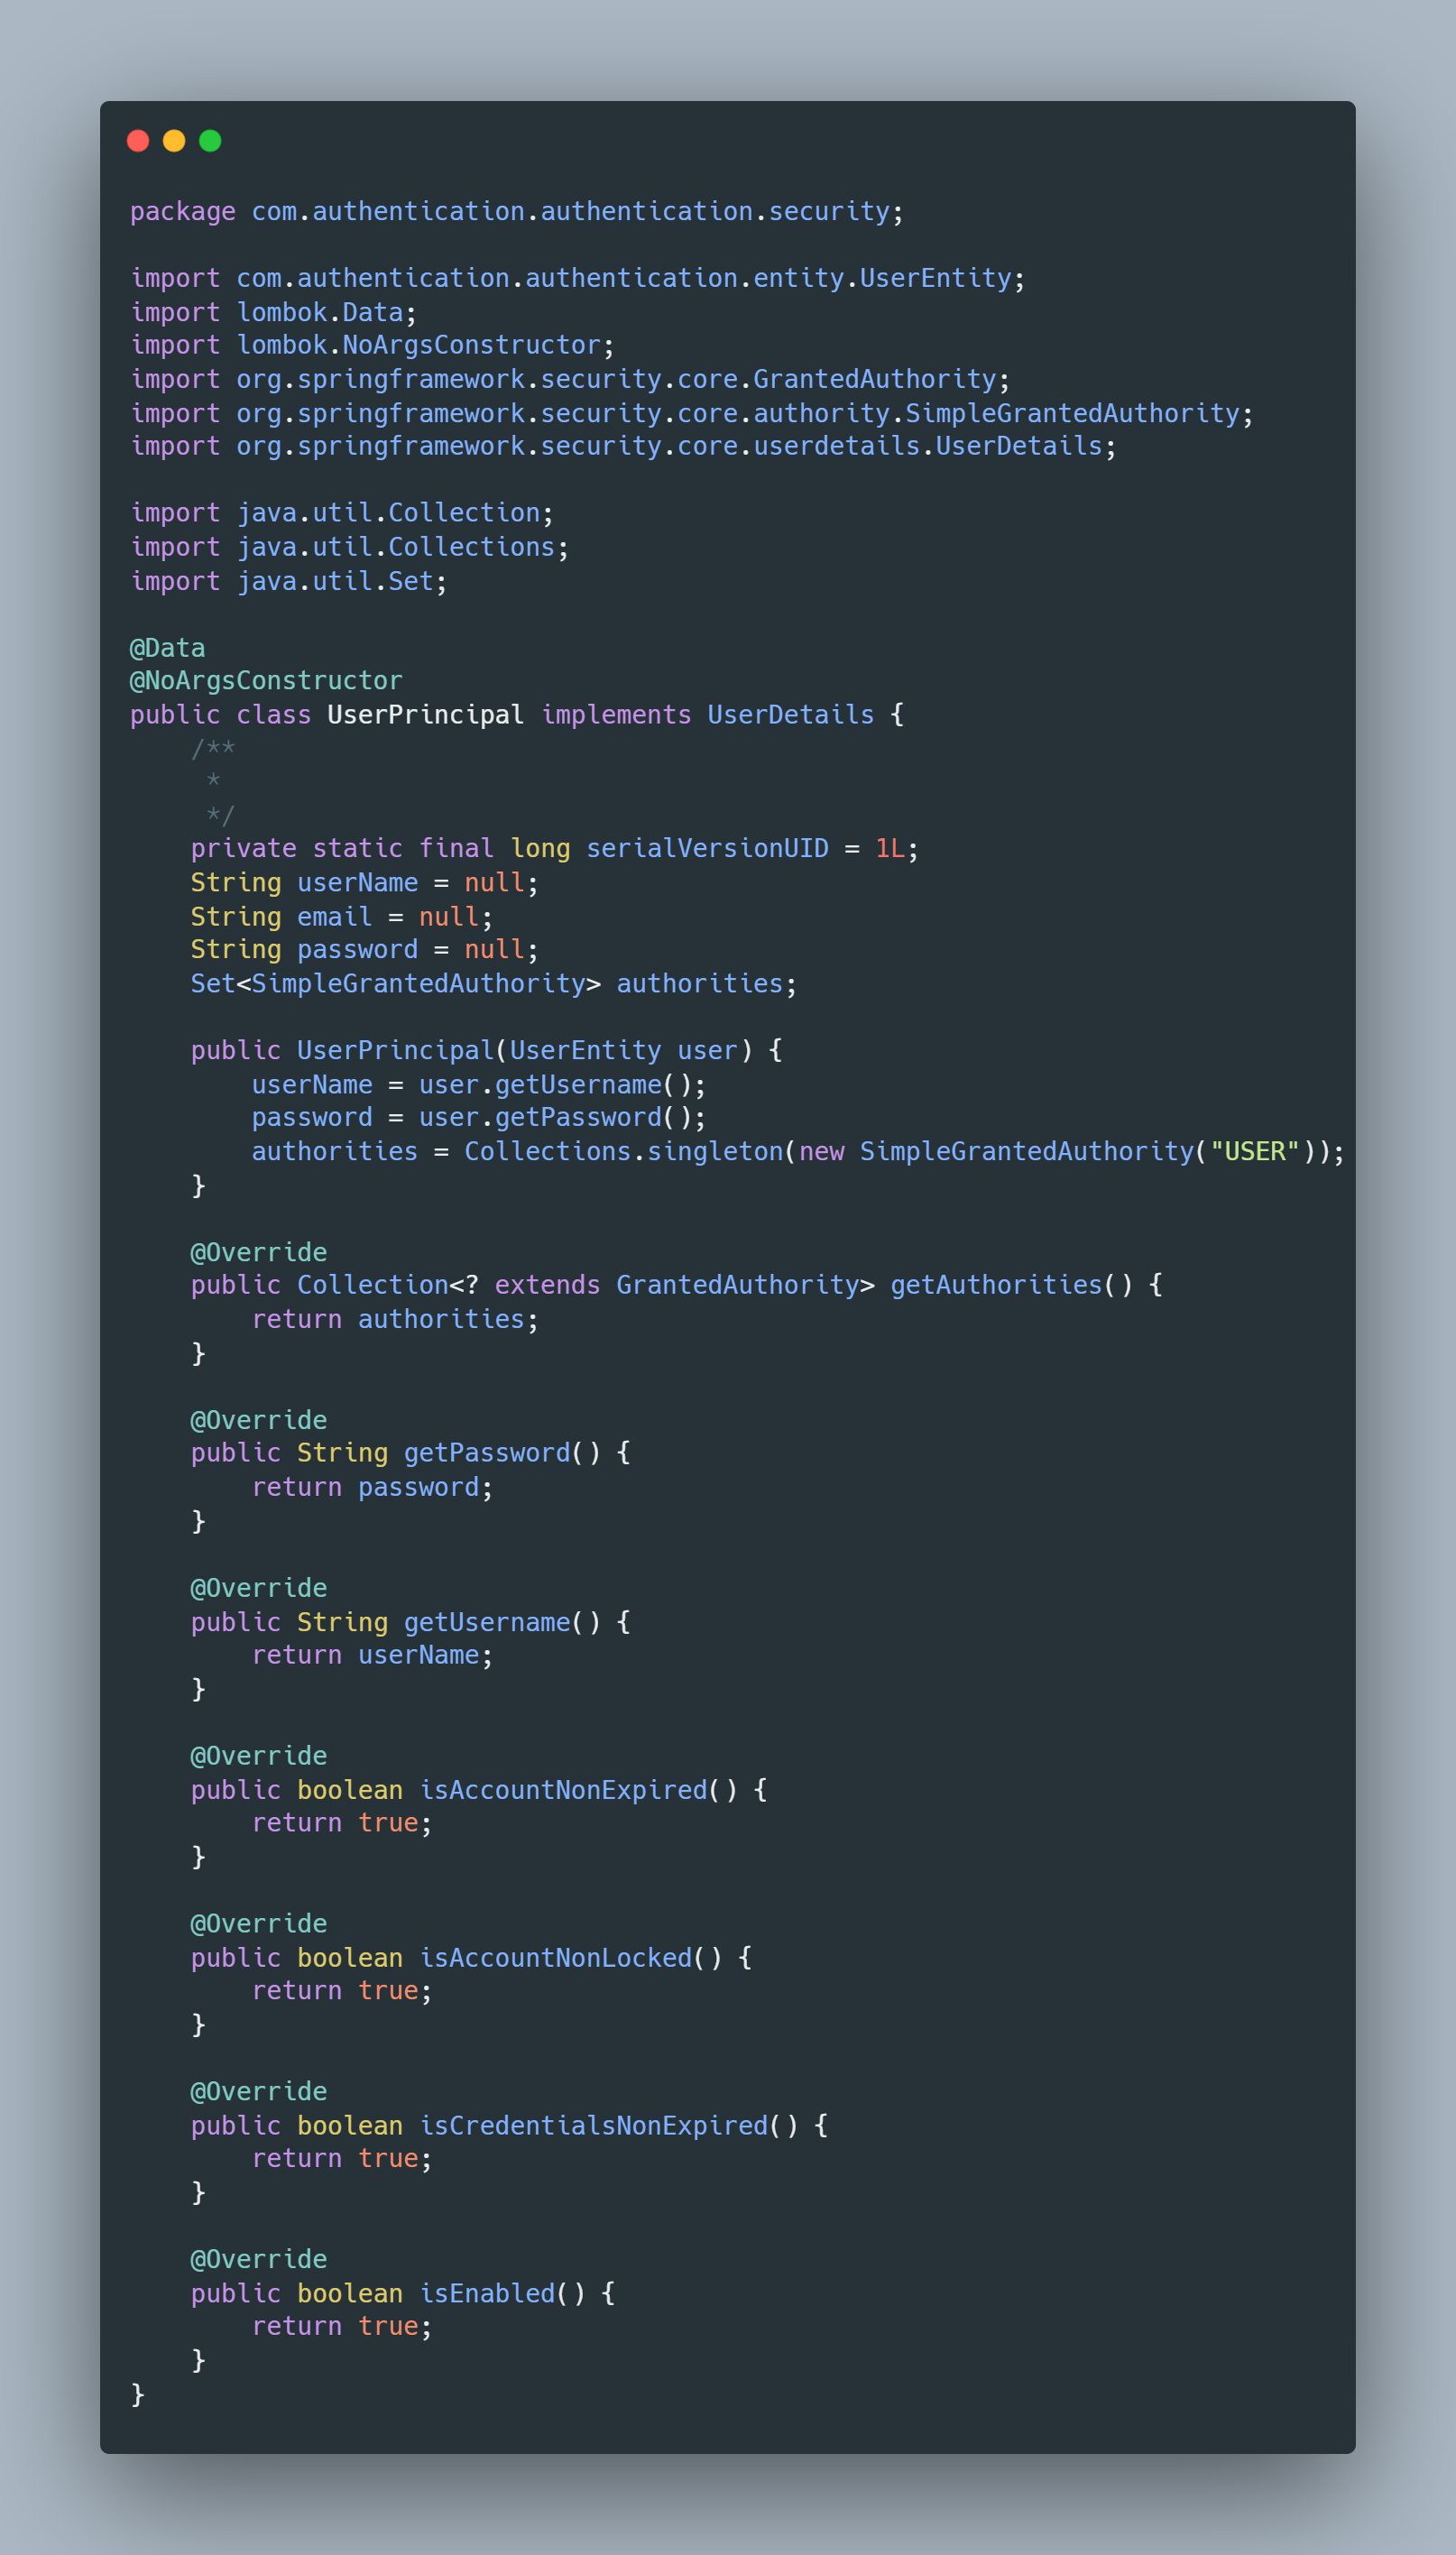 package com.authentication.authentication.security;

import com.authentication.authentication.entity.UserEntity;
import lombok.Data;
import lombok.NoArgsConstructor;
import org.springframework.security.core.GrantedAuthority;
import org.springframework.security.core.authority.SimpleGrantedAuthority;
import org.springframework.security.core.userdetails.UserDetails;

import java.util.Collection;
import java.util.Collections;
import java.util.Set;

@Data
@NoArgsConstructor
public class UserPrincipal implements UserDetails {
    /**
     *
     */
    private static final long serialVersionUID = 1L;
    String userName = null;
    String email = null;
    String password = null;
    Set<SimpleGrantedAuthority> authorities;

    public UserPrincipal(UserEntity user) {
        userName = user.getUsername();
        password = user.getPassword();
        authorities = Collections.singleton(new SimpleGrantedAuthority("USER"));
    }

    @Override
    public Collection<? extends GrantedAuthority> getAuthorities() {
        return authorities;
    }

    @Override
    public String getPassword() {
        return password;
    }

    @Override
    public String getUsername() {
        return userName;
    }

    @Override
    public boolean isAccountNonExpired() {
        return true;
    }

    @Override
    public boolean isAccountNonLocked() {
        return true;
    }

    @Override
    public boolean isCredentialsNonExpired() {
        return true;
    }

    @Override
    public boolean isEnabled() {
        return true;
    }
}